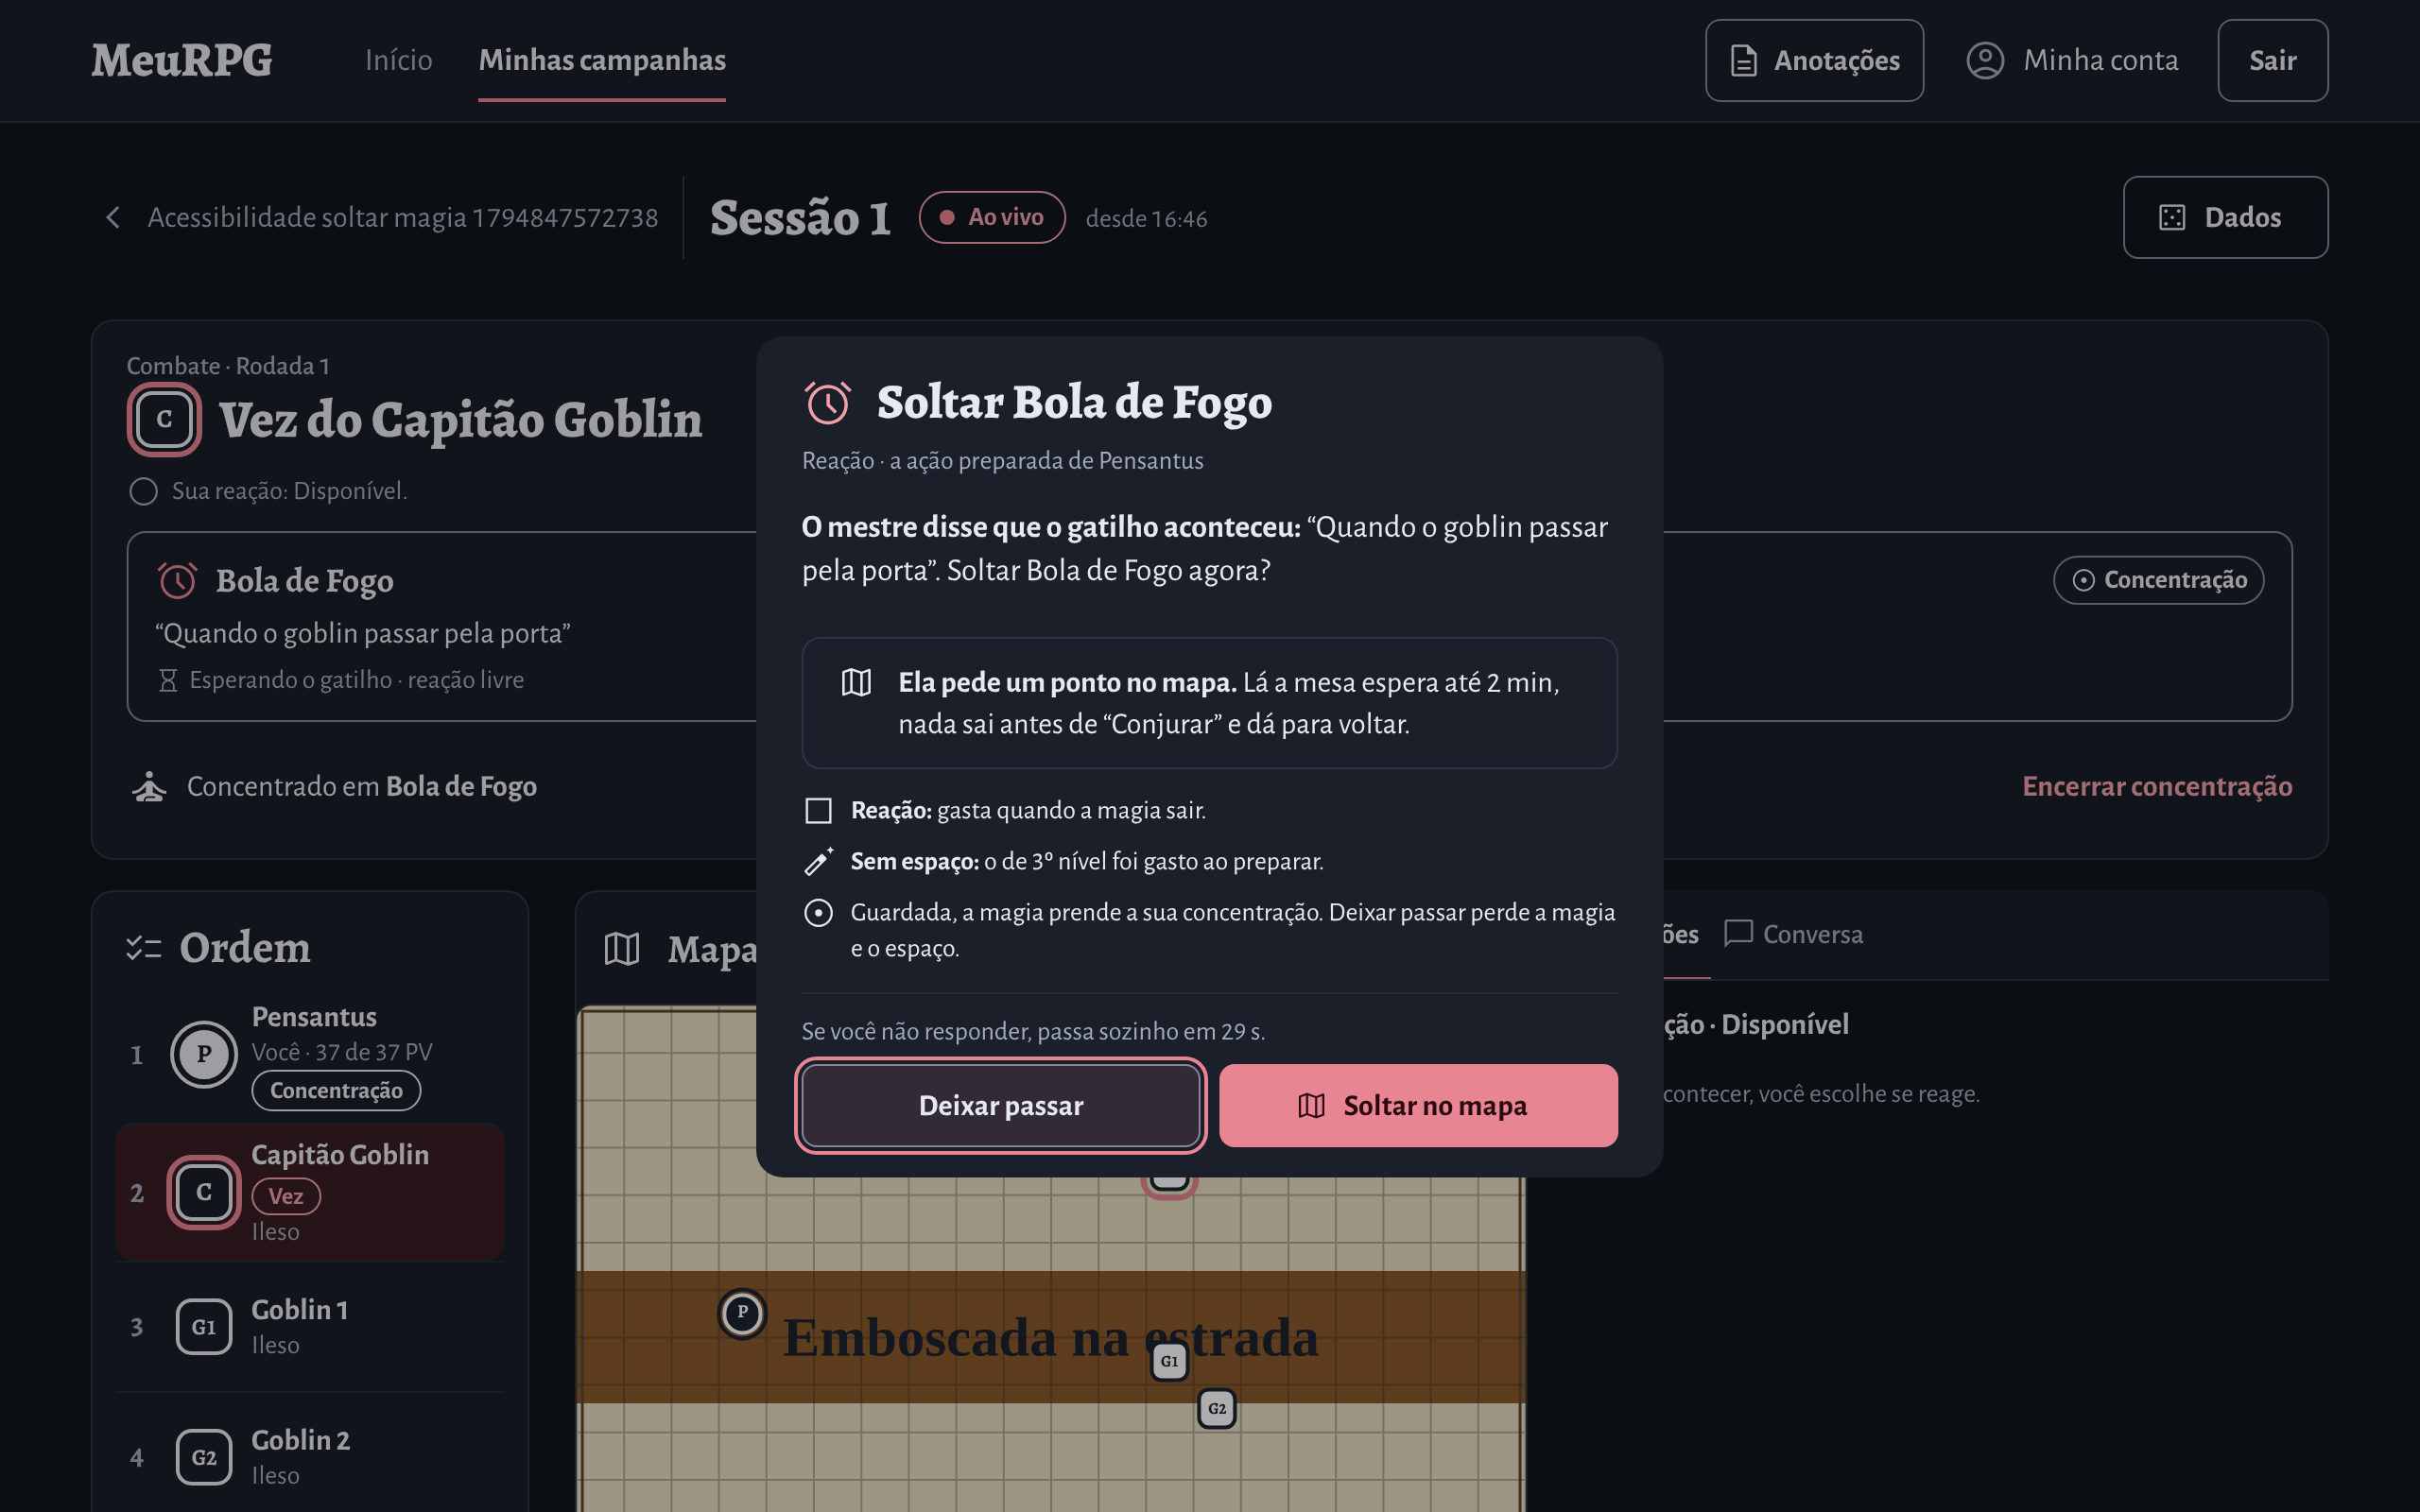 MeuRPG
Início
Minhas campanhas
Anotações
Minha conta
Sair
Acessibilidade soltar magia 1794847572738
Sessão 1
Ao vivo
desde 16:46
Dados
Combate · Rodada 1
C
Vez do Capitão Goblin
Sua reação: Disponível.
Bola de Fogo
“Quando o goblin passar pela porta”
Esperando o gatilho · reação livre
Concentração
Concentrado em Bola de Fogo
Encerrar concentração
Soltar Bola de Fogo
Reação · a ação preparada de Pensantus
O mestre disse que o gatilho aconteceu: “Quando o goblin passar
pela porta”. Soltar Bola de Fogo agora?
Ela pede um ponto no mapa. Lá a mesa espera até 2 min,
nada sai antes de “Conjurar” e dá para voltar.
Reação: gasta quando a magia sair.
Sem espaço: o de 3º nível foi gasto ao preparar.
Guardada, a magia prende a sua concentração. Deixar passar perde a magia
e o espaço.
Se você não responder, passa sozinho em 29 s.
Deixar passar
Soltar no mapa
Ordem
1
P
Pensantus
Você · 37 de 37 PV
Concentração
2
C
Capitão Goblin
Vez
Ileso
3
G1
Goblin 1
Ileso
4
G2
Goblin 2
Ileso
Mapa
P
Emboscada na estrada
G1
G2
ões
Conversa
ção · Disponível
contecer, você escolhe se reage.